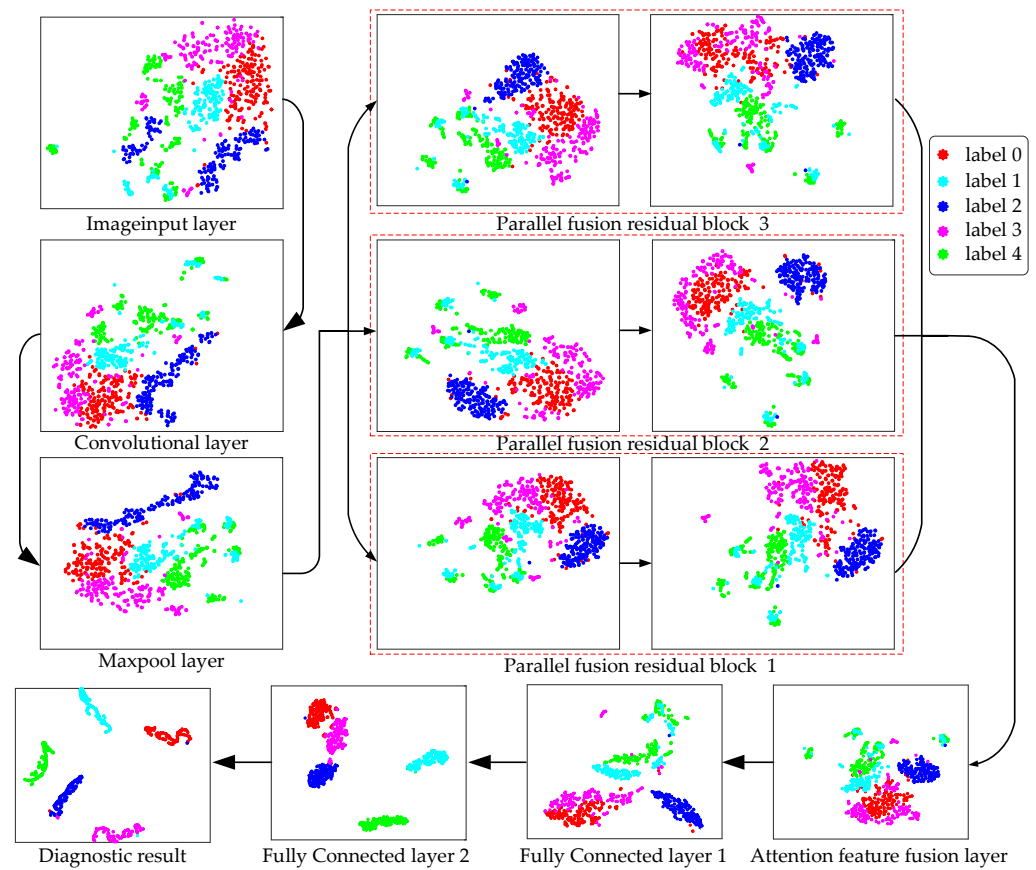 Imageinput layer
Parallel fusion residual block 3
label 0
label 1
label 2
label 3
label 4
Convolutional layer
Parallel fusion residual block 2
Maxpool layer
Parallel fusion residual block 1
Diagnostic result
Fully Connected layer 2
Fully Connected layer 1
Attention feature fusion layer